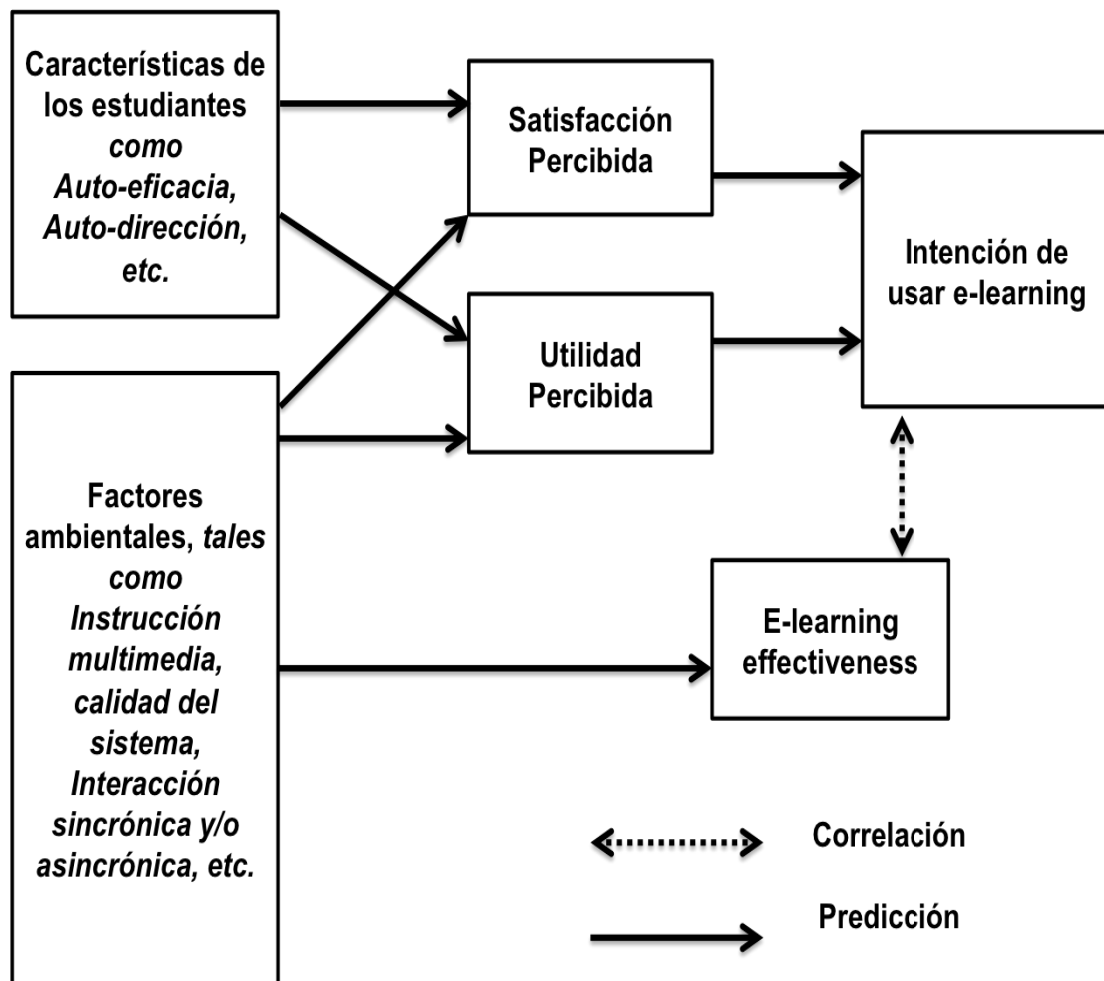 Características de
los estudiantes
como
Auto-eficacia,
Auto-dirección,
etc.
Satisfacción
Percibida
Intención de
usar e-learning
Utilidad
Percibida
Factores
ambientales, tales
como
Instrucción
multimedia,
calidad del
sistema,
Interacción
sincrónica y/o
asincrónica, etc.
E-learning
effectiveness
Correlación
Predicción